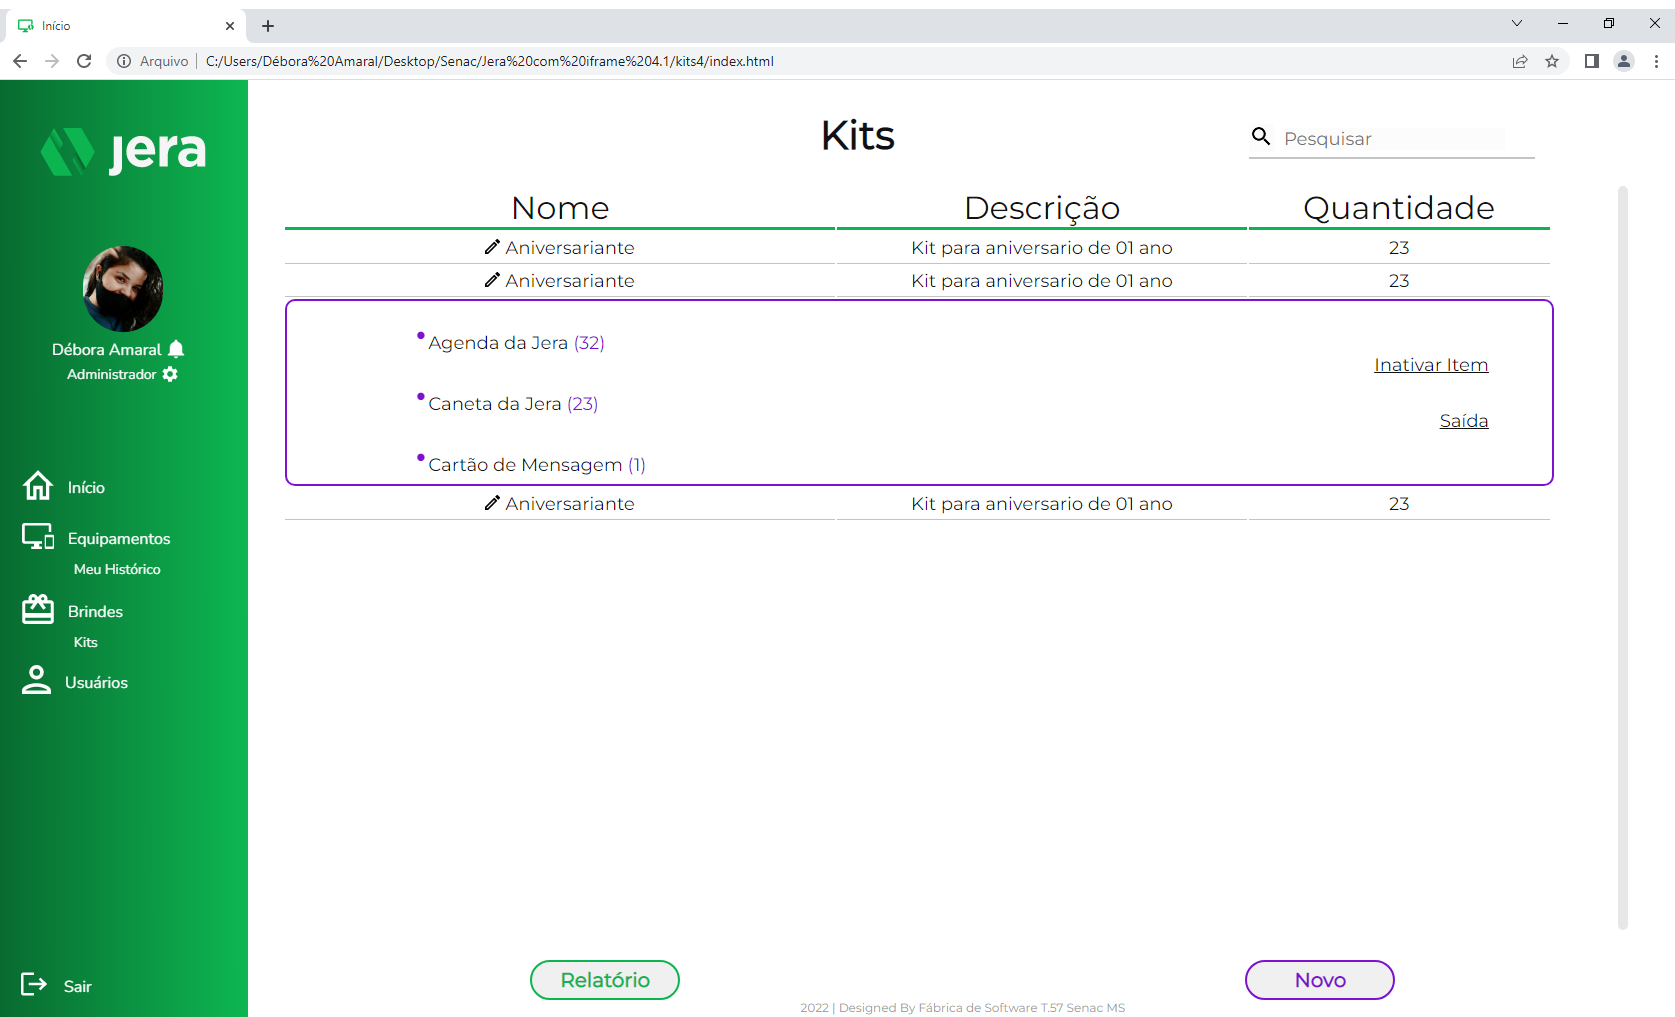 Início
Arquivo C:/Users/Débora%20Amaral/Desktop/Senac/Jera%20com%20iframe%204.1/kits4/index.html
jera
Débora Amaral
Administrador
Início
Equipamentos
Meu Histórico
Brindes
Kits
Usuários
Sair
Kits
Pesquisar
Nome Descrição Quantidade
Aniversariante Kit para aniversario de 01 ano 23
Aniversariante Kit para aniversario de 01 ano 23
Agenda da Jera (32)
Inativar Item
Caneta da Jera (23)
Saída
Cartão de Mensagem (1)
Aniversariante Kit para aniversario de 01 ano 23
Relatório
Novo
2022 | Designed By Fábrica de Software T.57 Senac MS